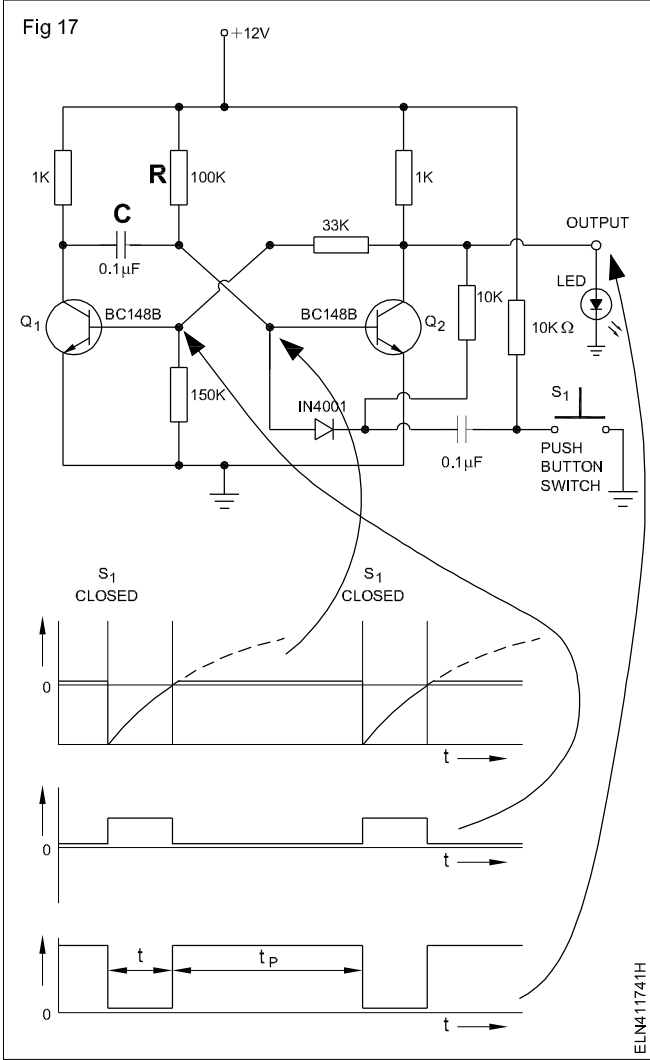 Fig 17
+12V
1K
R
100K
1K
C
33K
OUTPUT
0.1µF
LED
Q1
BC148B
BC148B
Q2
10K
10K Ω
150K
IN4001
S1
0.1µF
PUSH
BUTTON
SWITCH
S1
CLOSED
S1
CLOSED
0
t
0
t
t
tP
0
t
ELN411741H